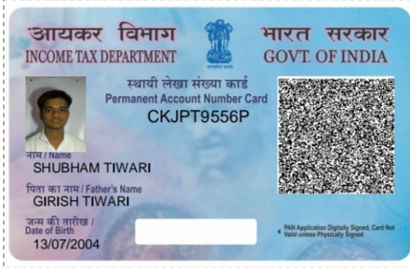 आयकर विभाग
INCOME TAX DEPARTMENT
भारत सरकार
GOVT. OF INDIA
स्थायी लेखा संख्या कार्ड
Permanent Account Number Card
CKJPT9556P
नाम / Name
SHUBHAM TIWARI
पिता का नाम / Father's Name
GIRISH TIWARI
जन्म की तारीख /
Date of Birth
13/07/2004
PAN Application Digitally Signed, Card Not
Valid unless Physically Signed